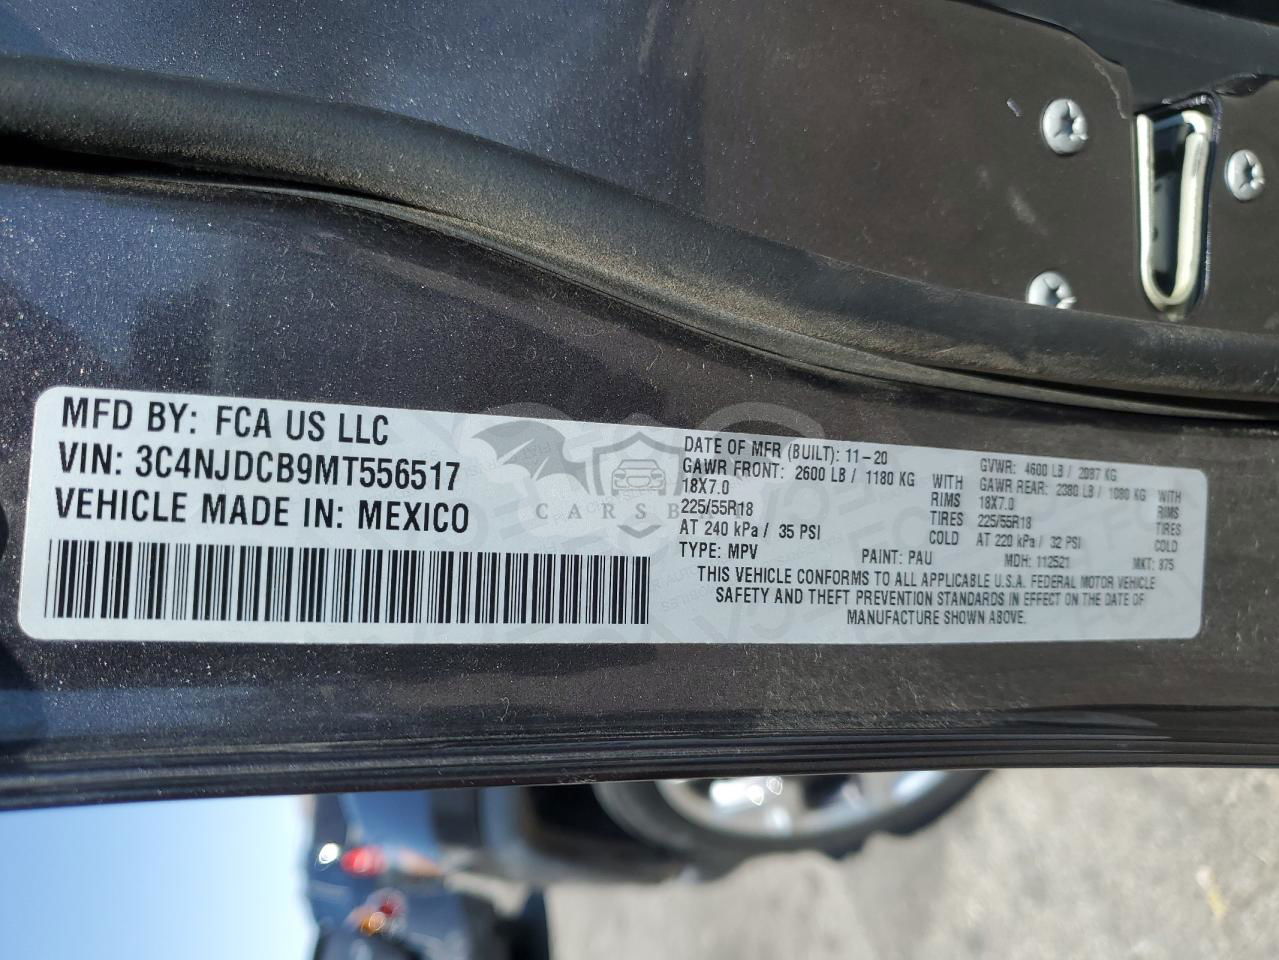 MFD BY: FCA US LLC
VIN: 3C4NJDCB9MT556517
VEHICLE MADE IN: MEXICO
DATE OF MFR (BUILT): 11-20 GVWR: 4600 LB / 2087 KG
GAWR FRONT: 2600 LB / 1180 KG WITH GAWR REAR: 2380 LB / 1080 KG WITH
18X7.0 RIMS 18X7.0 RIMS
225/55R18 TIRES 225/55R18 TIRES
AT 240 kPa / 35 PSI COLD AT 220 kPa / 32 PSI COLD
TYPE: MPV PAINT: PAU MDH: 112521 MKT: 875
THIS VEHICLE CONFORMS TO ALL APPLICABLE U.S.A. FEDERAL MOTOR VEHICLE
SAFETY AND THEFT PREVENTION STANDARDS IN EFFECT ON THE DATE OF
MANUFACTURE SHOWN ABOVE.